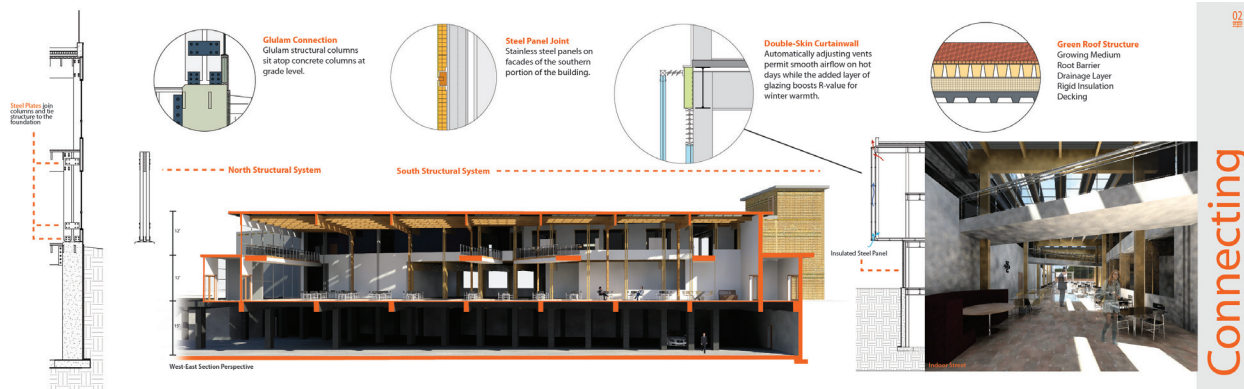 Glulam Connection
Glulam structural columns
sit atop concrete columns at
grade level.
Steel Panel Joint
Stainless steel panels on
facades of the southern
portion of the building.
Double-Skin Curtainwall
Automatically adjusting vents
permit smooth airflow on hot
days while the added layer of
glazing boosts R-value for
winter warmth.
Green Roof Structure
Growing Medium
Root Barrier
Drainage Layer
Rigid Insulation
Decking
02
Steel Plates join
columns and tie
structure to the
foundation
North Structural System
South Structural System
12'
12'
Insulated Steel Panel
West-East Section Perspective
Indoor Street
Connecting